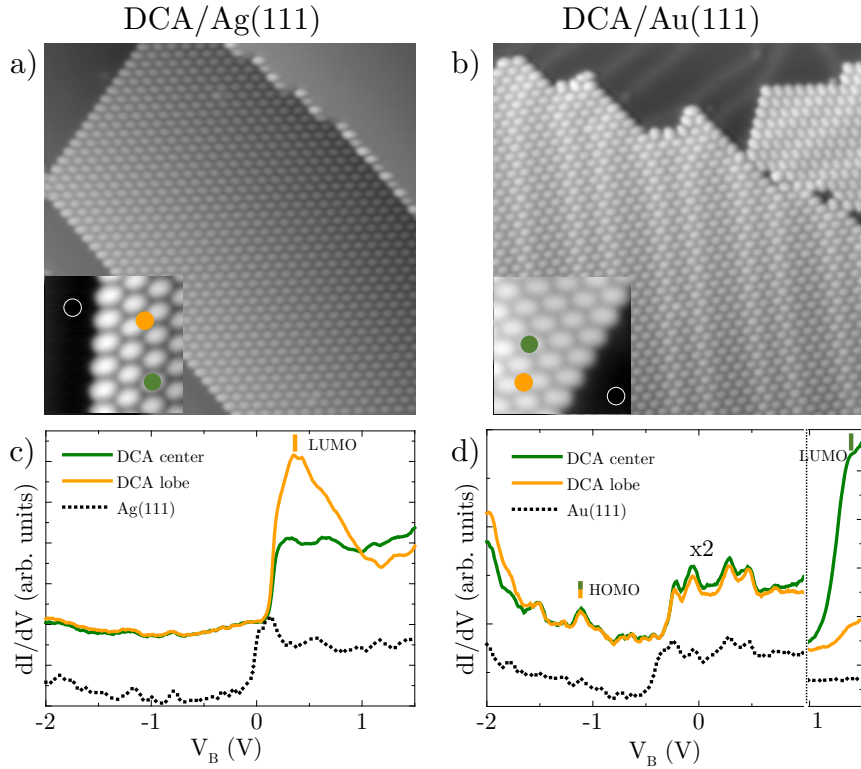 DCA/Ag(111)
DCA/Au(111)
a)
b)
c)
LUMO
DCA center
DCA lobe
Ag(111)
dI/dV (arb. units)
-2
-1
0
1
V_B (V)
d)
LUMO
DCA center
DCA lobe
Au(111)
x2
HOMO
dI/dV (arb. units)
-2
-1
0
1
V_B (V)